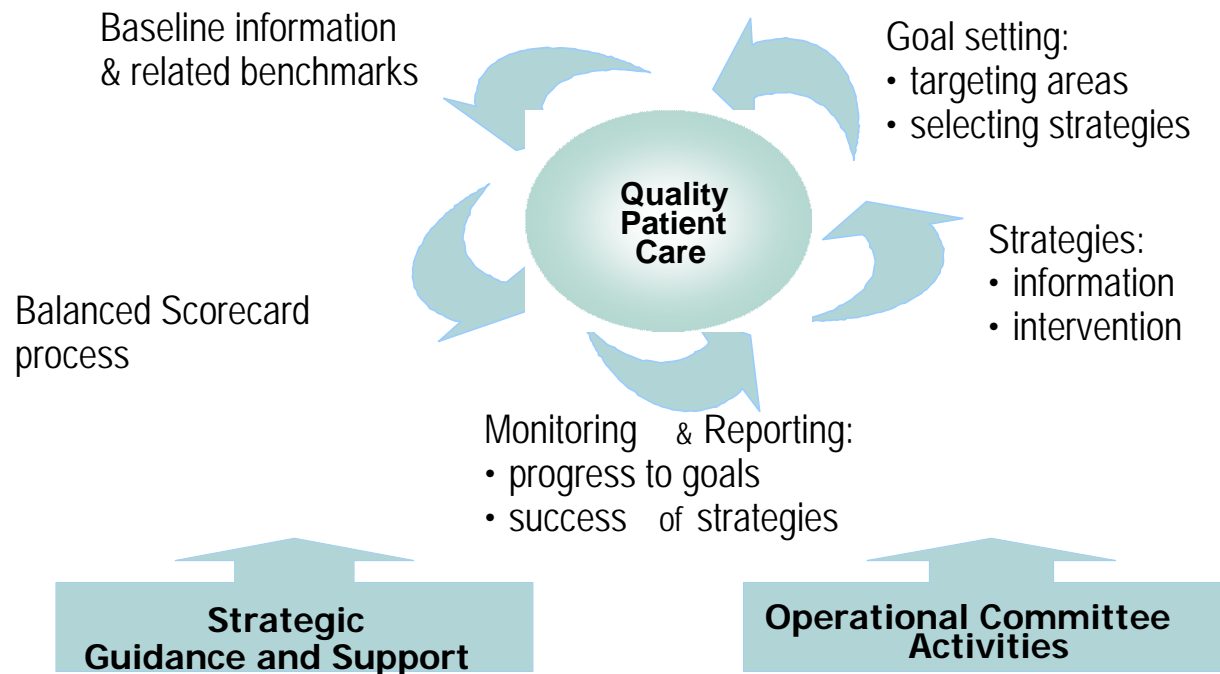 Baseline information
& related benchmarks
Goal setting:
• targeting areas
• selecting strategies
Quality
Patient
Care
Strategies:
• information
• intervention
Balanced Scorecard
process
Monitoring & Reporting:
• progress to goals
• success of strategies
Strategic
Guidance and Support
Operational Committee
Activities